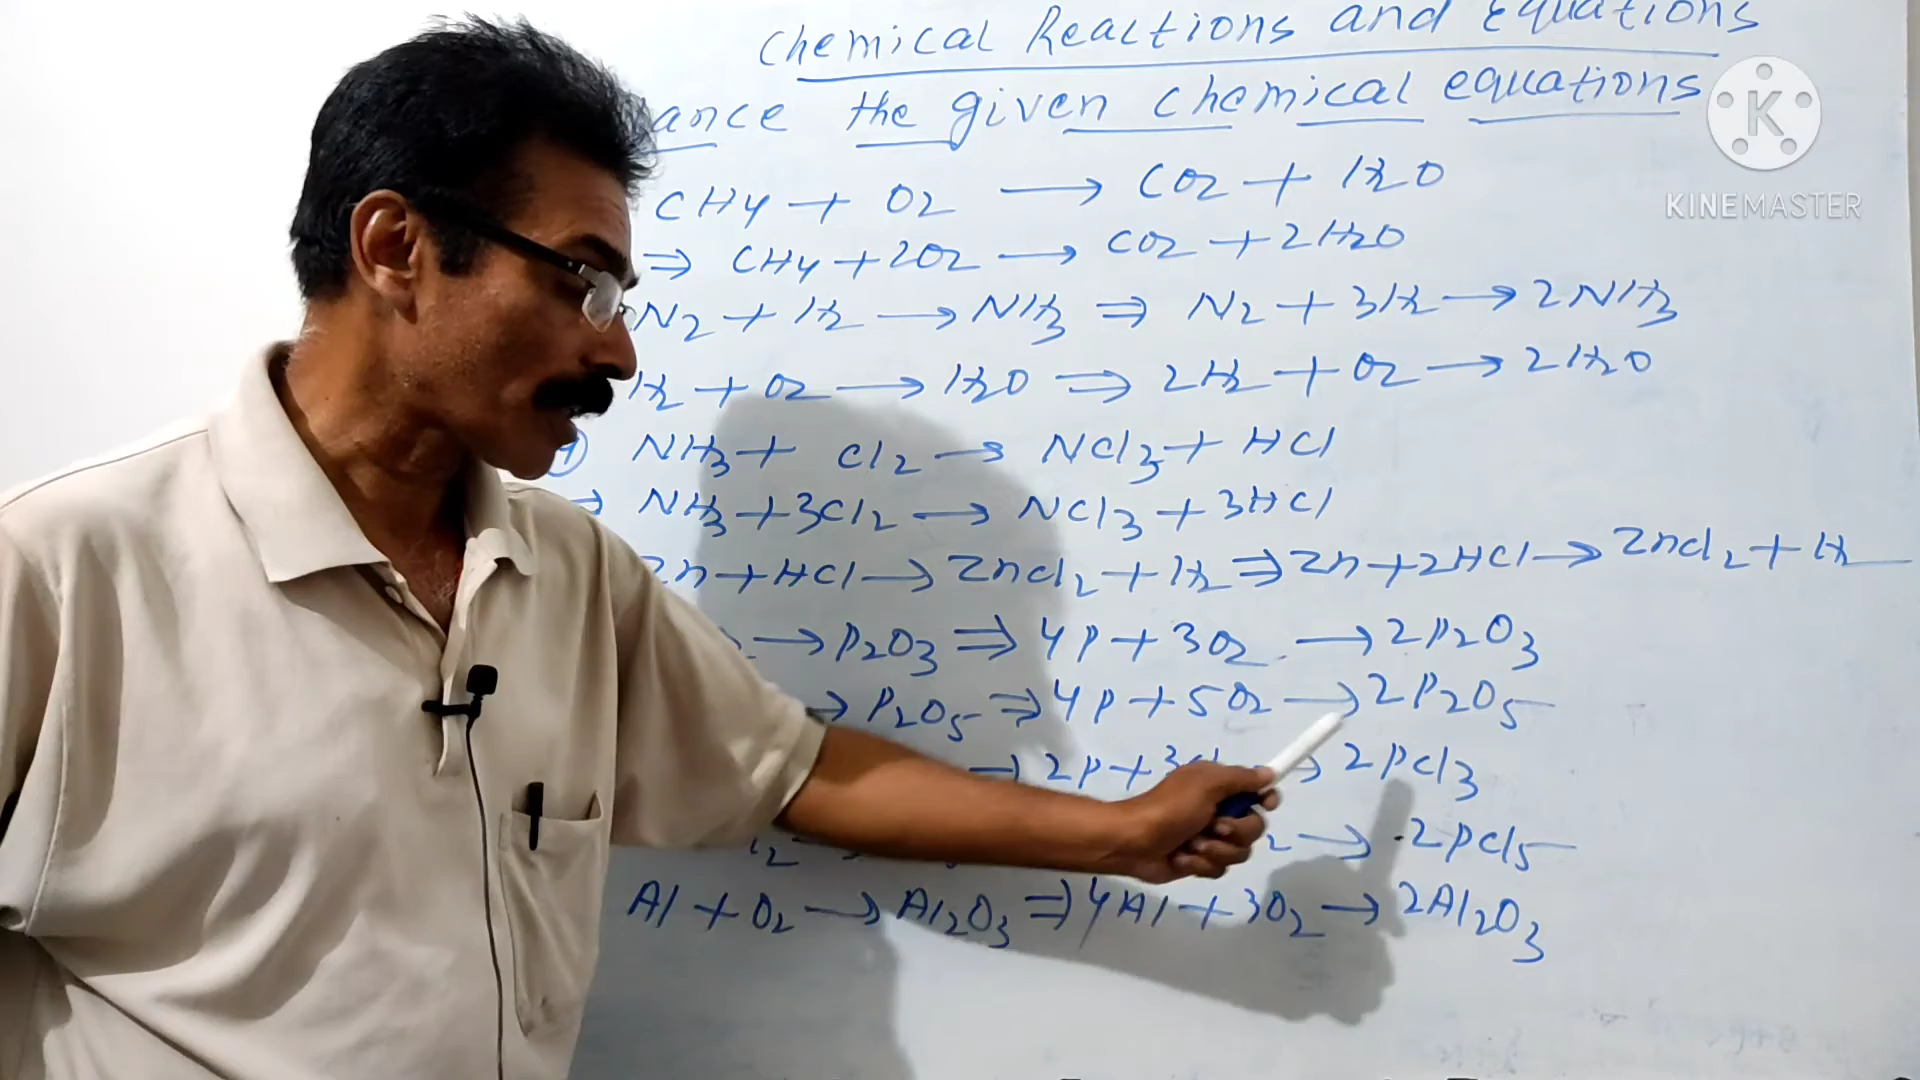 Chemical Reactions and Equations
ance the given chemical equations
K
KINEMASTER
CH4 + O2 → CO2 + H2O
⇒ CH4 + 2O2 → CO2 + 2H2O
N2 + H2 → NH3 ⇒ N2 + 3H2 → 2NH3
H2 + O2 → H2O ⇒ 2H2 + O2 → 2H2O
NH3 + Cl2 → NCl3 + HCl
⇒ NH3 + 3Cl2 → NCl3 + 3HCl
Zn + HCl → ZnCl2 + H2 ⇒ Zn + 2HCl → ZnCl2 + H2
→ P2O3 ⇒ 4P + 3O2 → 2P2O3
→ P2O5 ⇒ 4P + 5O2 → 2P2O5
→ 2P + 3Cl → 2PCl3
2 → 2PCl5
Al + O2 → Al2O3 ⇒ 4Al + 3O2 → 2Al2O3